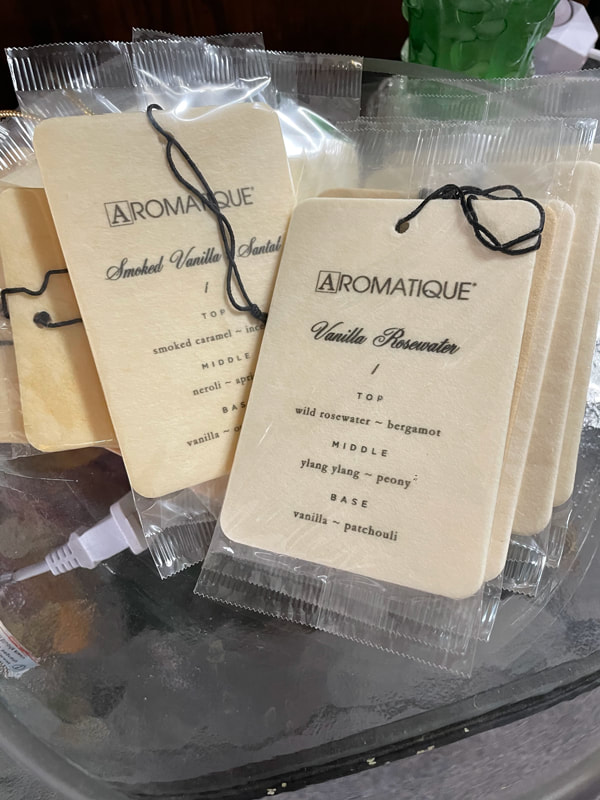 AROMATIQUE®
Smoked Vanilla Santal
/
TOP
smoked caramel ~
MIDDLE
neroli ~
BASE
vanilla ~
AROMATIQUE®
Vanilla Rosewater
/
TOP
wild rosewater ~ bergamot
MIDDLE
ylang ylang ~ peony
BASE
vanilla ~ patchouli